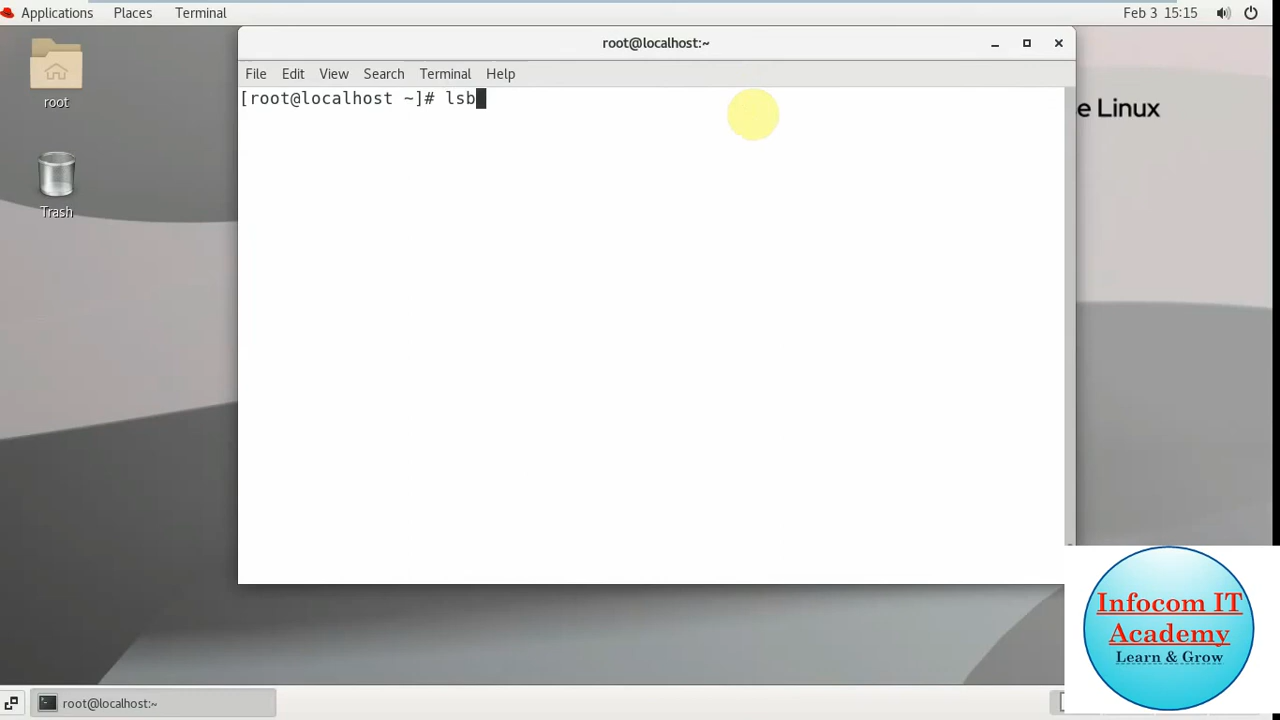 Applications Places Terminal Feb 3 15:15
root@localhost:~
File Edit View Search Terminal Help
[root@localhost ~]# lsb
root
Trash
e Linux
Infocom IT
Academy
Learn & Grow
root@localhost:~